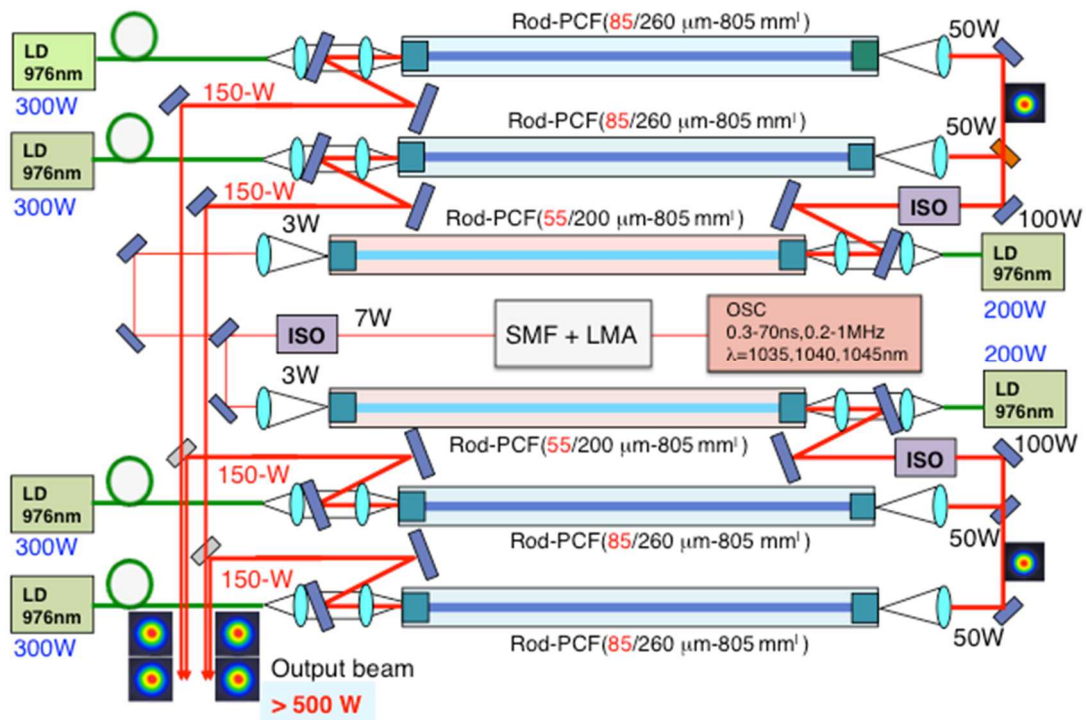 Rod-PCF(85/260 μm-805 mmˡ)
50W
LD
976nm
300W
150-W
Rod-PCF(85/260 μm-805 mmˡ)
50W
LD
976nm
300W
150-W
Rod-PCF(55/200 μm-805 mmˡ)
3W
ISO
100W
LD
976nm
200W
ISO
7W
SMF + LMA
OSC
0.3-70ns,0.2-1MHz
λ=1035,1040,1045nm
200W
3W
LD
976nm
100W
Rod-PCF(55/200 μm-805 mmˡ)
ISO
150-W
LD
976nm
300W
Rod-PCF(85/260 μm-805 mmˡ)
50W
150-W
LD
976nm
300W
Rod-PCF(85/260 μm-805 mmˡ)
50W
Output beam
> 500 W